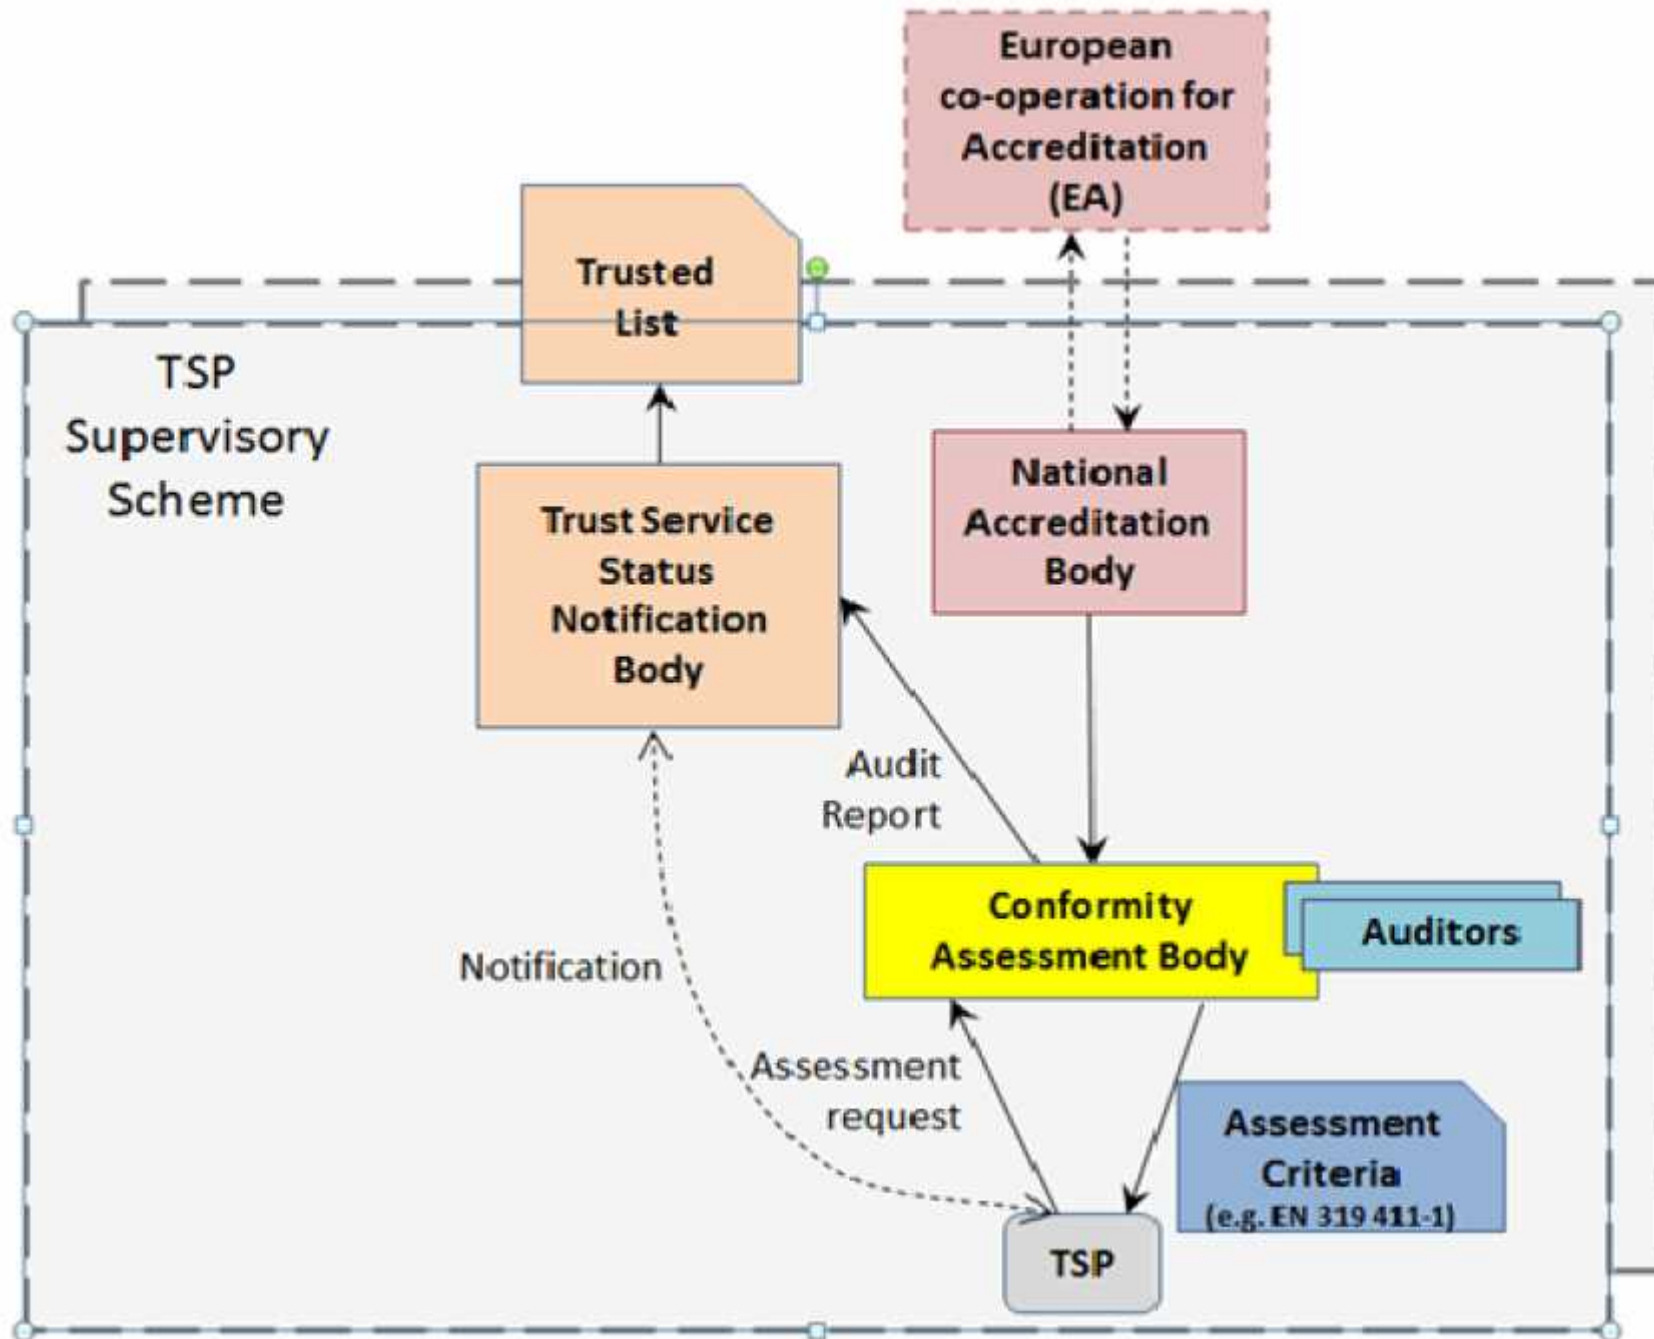 European
co-operation for
Accreditation
(EA)
Trusted
List
TSP
Supervisory
Scheme
Trust Service
Status
Notification
Body
National
Accreditation
Body
Audit
Report
Conformity
Assessment Body
Auditors
Notification
Assessment
request
Assessment
Criteria
(e.g. EN 319 411-1)
TSP